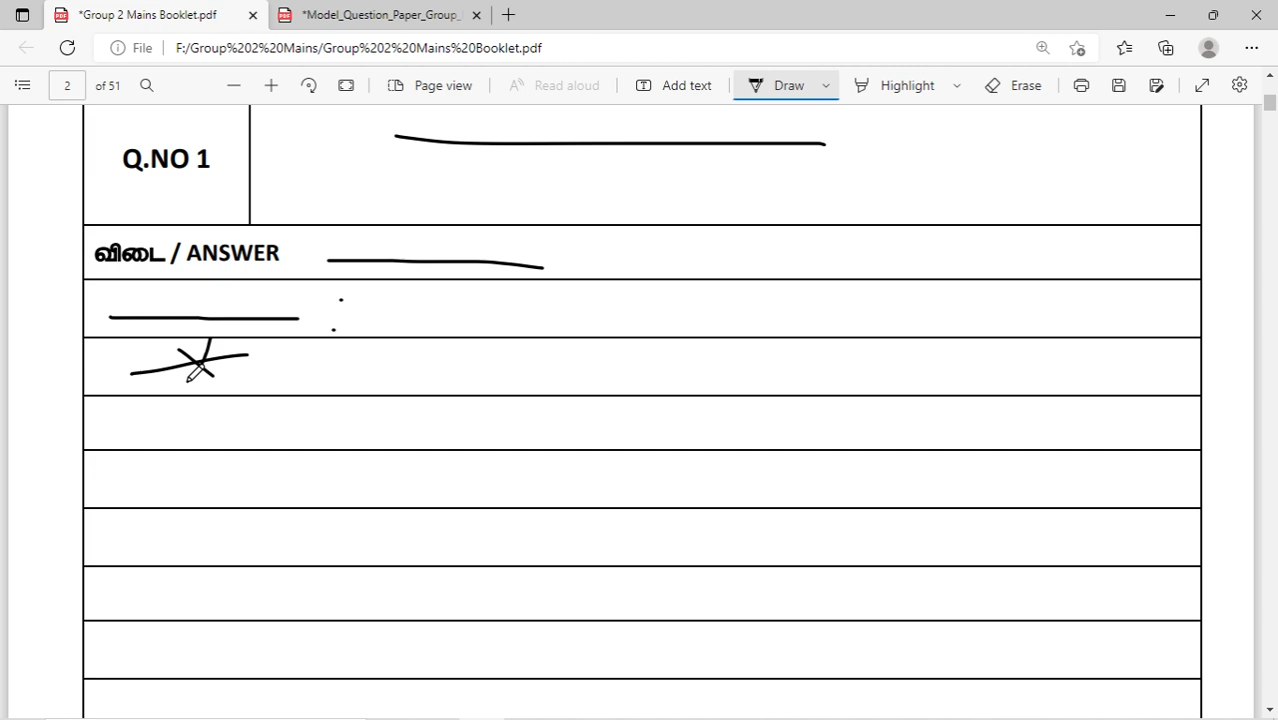 *Group 2 Mains Booklet.pdf
*Model_Question_Paper_Group_
File
F:/Group%202%20Mains/Group%202%20Mains%20Booklet.pdf
2 of 51
Page view
Read aloud
Add text
Draw
Highlight
Erase
Q.NO 1
விடை / ANSWER